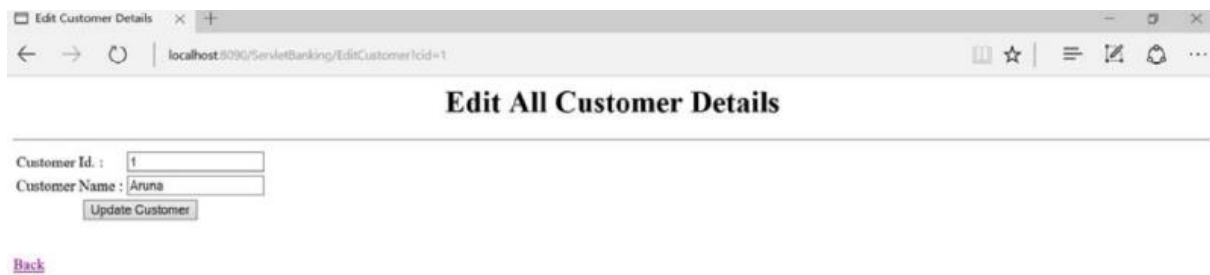 Edit Customer Details
localhost:8090/ServletBanking/EditCustomer?cid=1
Edit All Customer Details
Customer Id. : 1
Customer Name : Aruna
Update Customer
Back